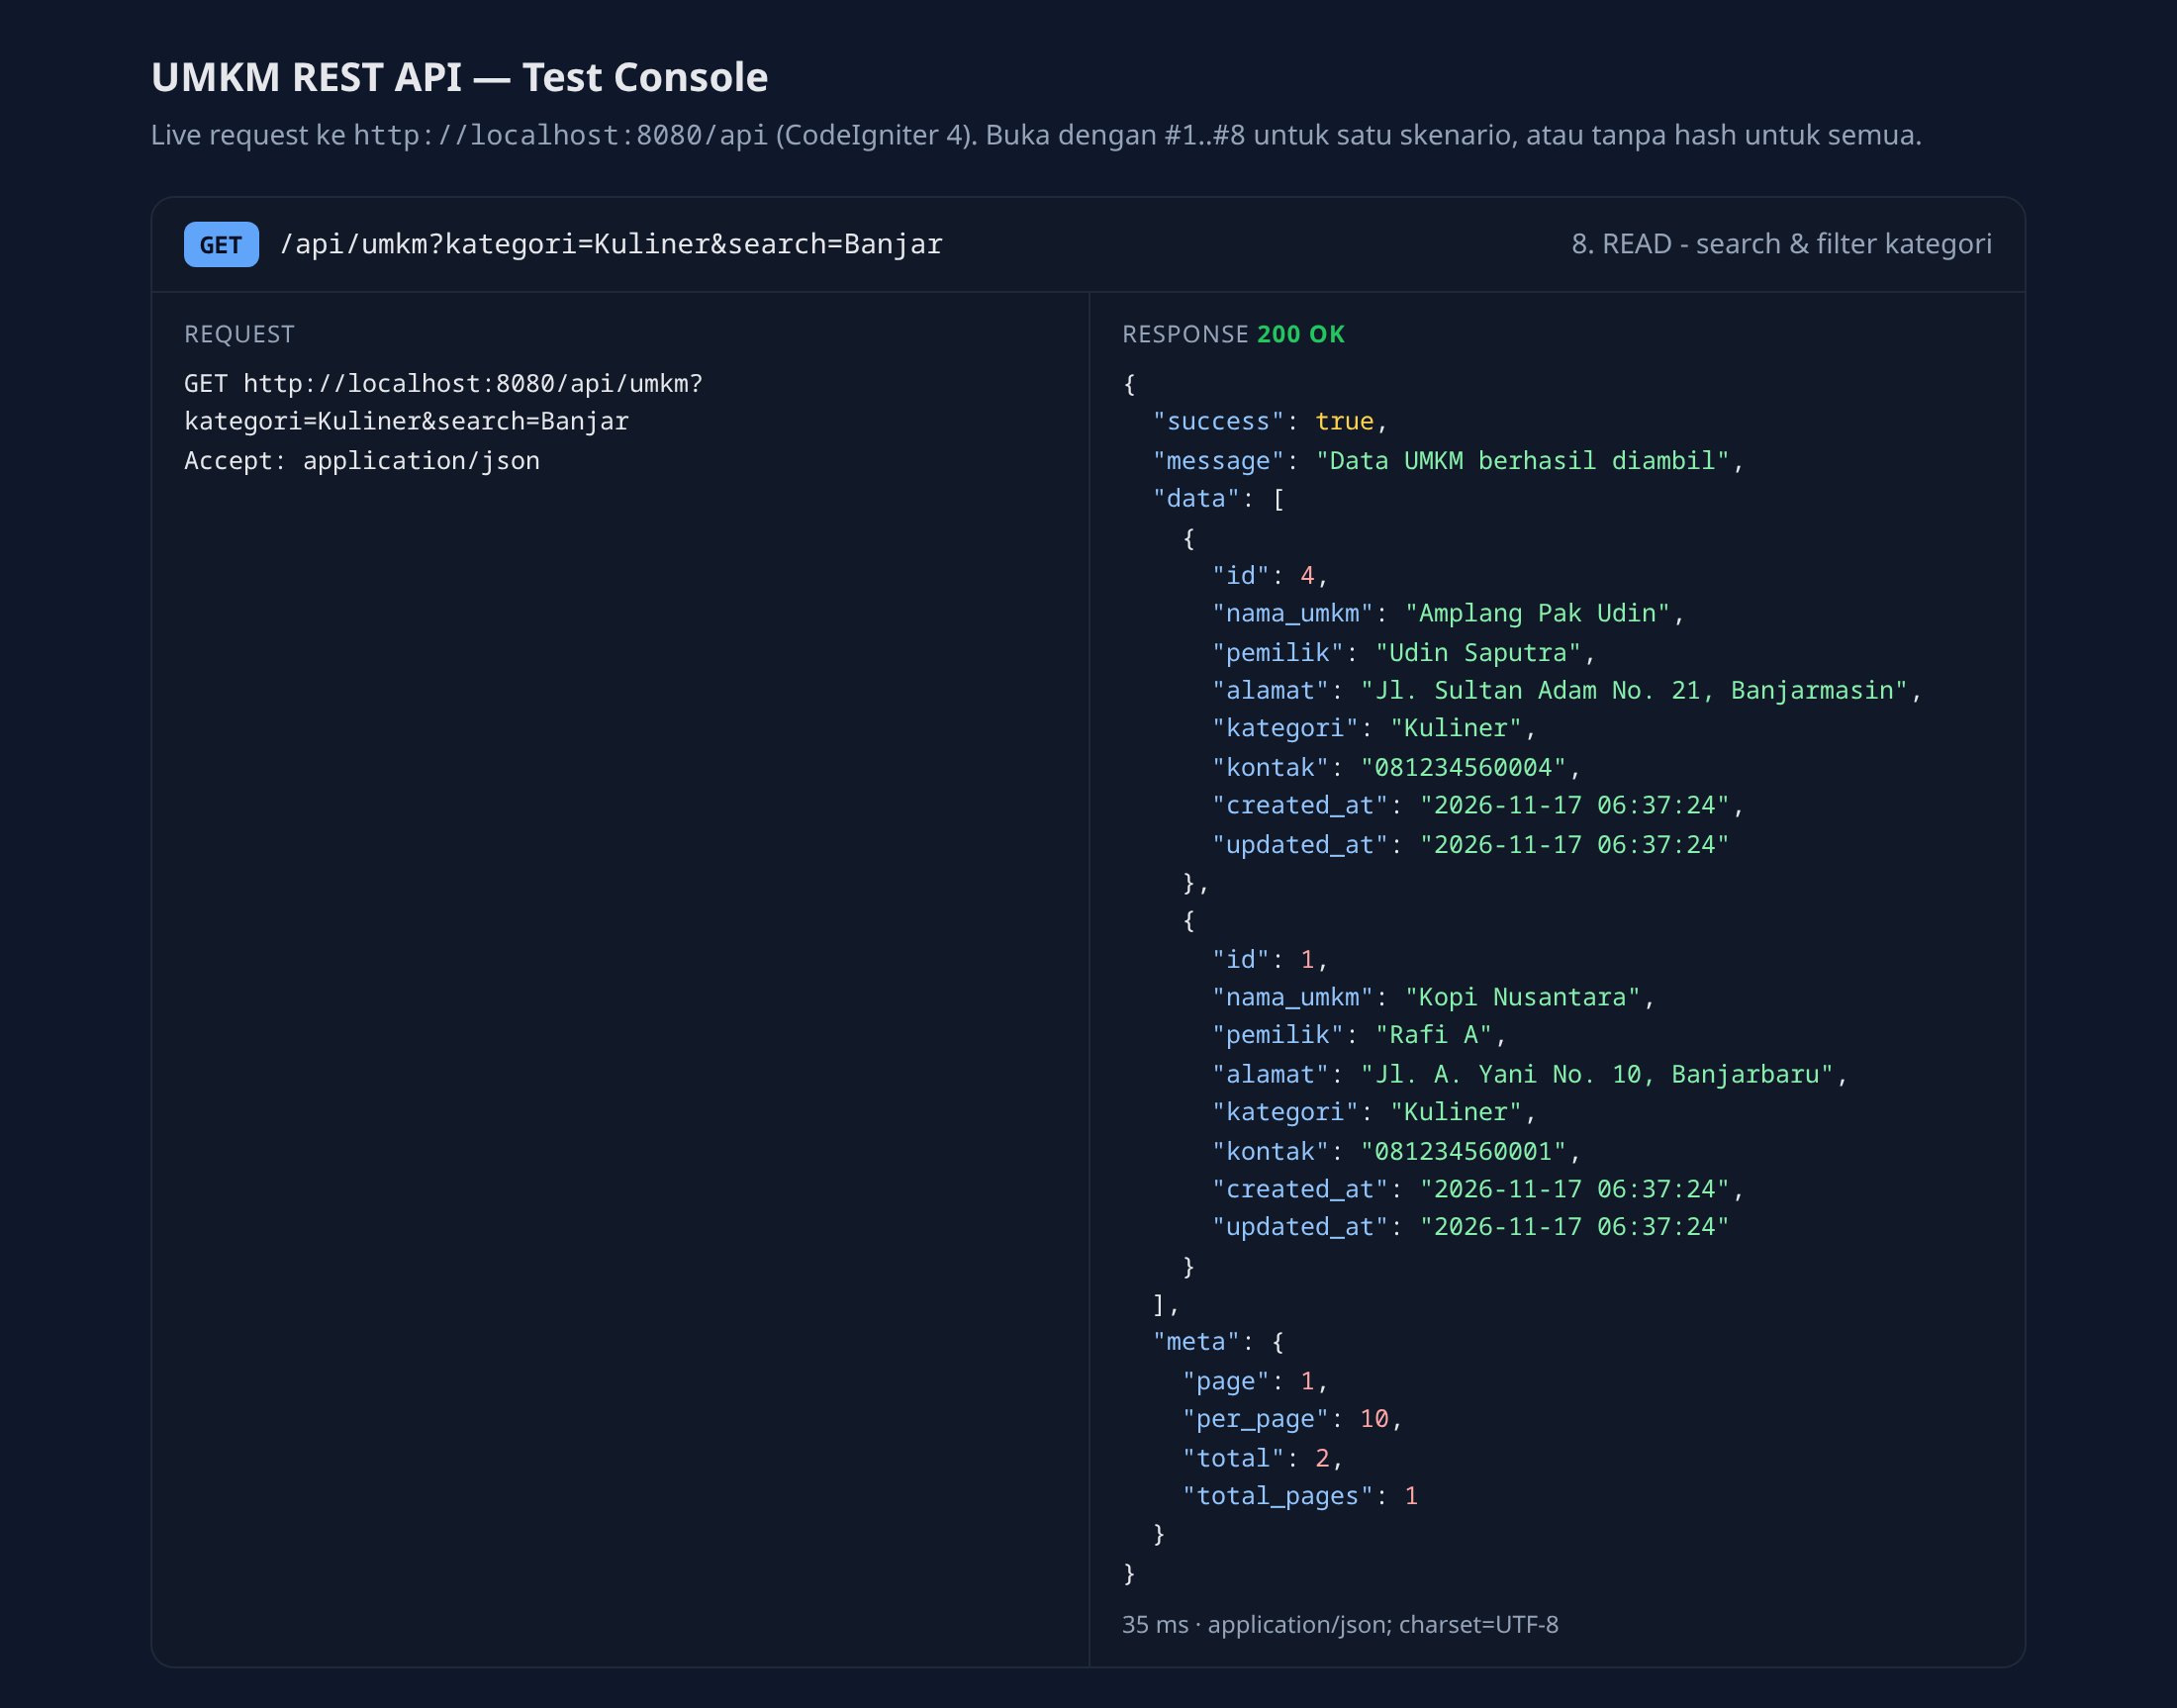 UMKM REST API — Test Console
Live request ke http://localhost:8080/api (CodeIgniter 4). Buka dengan #1..#8 untuk satu skenario, atau tanpa hash untuk semua.
GET /api/umkm?kategori=Kuliner&search=Banjar
8. READ - search & filter kategori
REQUEST
GET http://localhost:8080/api/umkm?
kategori=Kuliner&search=Banjar
Accept: application/json
RESPONSE 200 OK
{
  "success": true,
  "message": "Data UMKM berhasil diambil",
  "data": [
    {
      "id": 4,
      "nama_umkm": "Amplang Pak Udin",
      "pemilik": "Udin Saputra",
      "alamat": "Jl. Sultan Adam No. 21, Banjarmasin",
      "kategori": "Kuliner",
      "kontak": "081234560004",
      "created_at": "2026-11-17 06:37:24",
      "updated_at": "2026-11-17 06:37:24"
    },
    {
      "id": 1,
      "nama_umkm": "Kopi Nusantara",
      "pemilik": "Rafi A",
      "alamat": "Jl. A. Yani No. 10, Banjarbaru",
      "kategori": "Kuliner",
      "kontak": "081234560001",
      "created_at": "2026-11-17 06:37:24",
      "updated_at": "2026-11-17 06:37:24"
    }
  ],
  "meta": {
    "page": 1,
    "per_page": 10,
    "total": 2,
    "total_pages": 1
  }
}
35 ms · application/json; charset=UTF-8